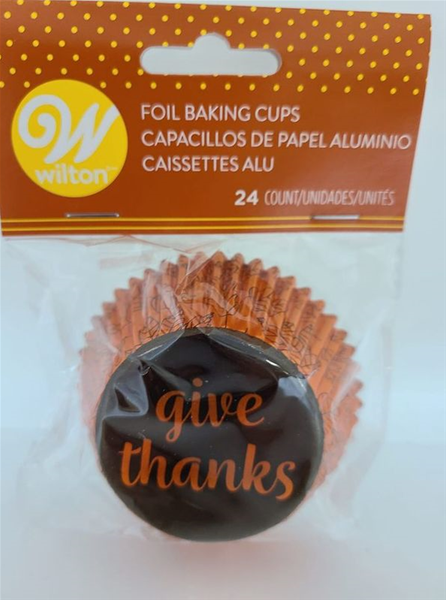 Wilton
FOIL BAKING CUPS
CAPACILLOS DE PAPEL ALUMINIO
CAISSETTES ALU
24 COUNT/UNIDADES/UNITÉS
give
thanks